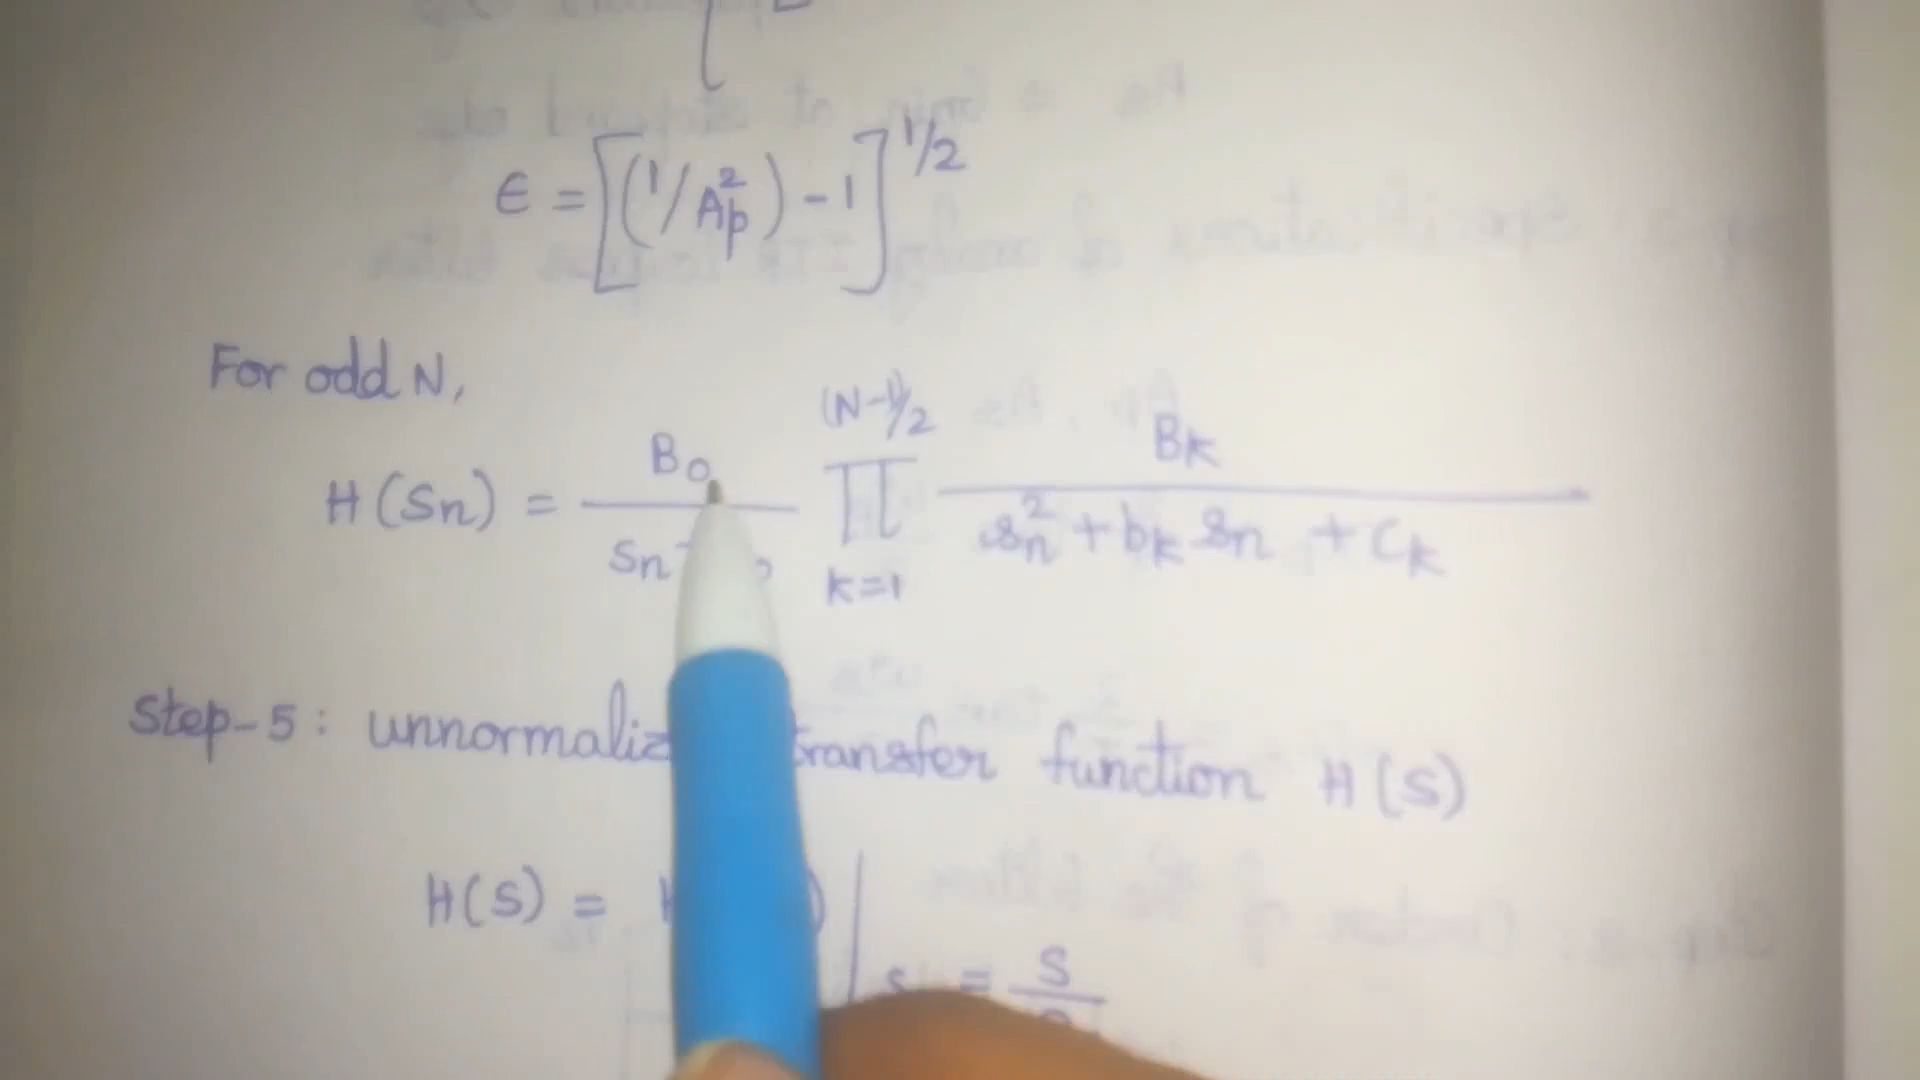 ϵ = [(1/Ap²) - 1]^1/2
For odd N,
H(Sn) = B0 / Sn ∏ k=1 (N-1)/2 Bk / sn² + bk sn + Ck
Step-5: unnormaliz transfer function H(S)
H(S) = | s = S